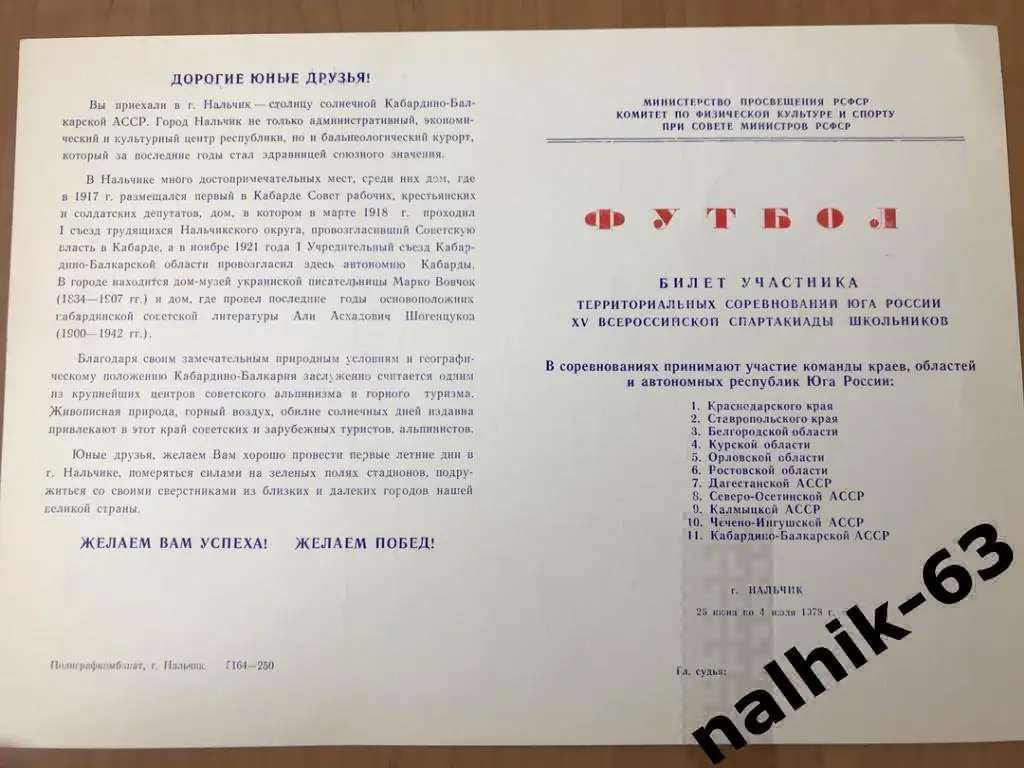 ДОРОГИЕ ЮНЫЕ ДРУЗЬЯ!
Вы приехали в г. Нальчик — столицу солнечной Кабардино-Бал-
карской АССР. Город Нальчик не только административный, экономи-
ческий и культурный центр республики, но и бальнеологический курорт,
который за последние годы стал здравницей союзного значения.
В Нальчике много достопримечательных мест, среди них дом, где
в 1917 г. размещался первый в Кабарде Совет рабочих, крестьянских
и солдатских депутатов, дом, в котором в марте 1918 г. проходил
I съезд трудящихся Нальчикского округа, провозгласивший Советскую
власть в Кабарде, а в ноябре 1921 года I Учредительный съезд Кабар-
дино-Балкарской области провозгласил здесь автономию Кабарды.
В городе находится дом-музей украинской писательницы Марко Вовчок
(1834—1907 гг.) и дом, где провел последние годы основоположник
кабардинской советской литературы Али Асхадович Шогенцуков
(1900—1942 гг.).
Благодаря своим замечательным природным условиям и географи-
ческому положению Кабардино-Балкария заслуженно считается одним
из крупнейших центров советского альпинизма и горного туризма.
Живописная природа, горный воздух, обилие солнечных дней издавна
привлекают в этот край советских и зарубежных туристов, альпинистов.
Юные друзья, желаем Вам хорошо провести первые летние дни в
г. Нальчике, померяться силами на зеленых полях стадионов, подру-
житься со своими сверстниками из близких и далеких городов нашей
великой страны.
ЖЕЛАЕМ ВАМ УСПЕХА! ЖЕЛАЕМ ПОБЕД!
Полиграфкомбинат, г. Нальчик. 7164—250
МИНИСТЕРСТВО ПРОСВЕЩЕНИЯ РСФСР
КОМИТЕТ ПО ФИЗИЧЕСКОЙ КУЛЬТУРЕ И СПОРТУ
ПРИ СОВЕТЕ МИНИСТРОВ РСФСР
ФУТБОЛ
БИЛЕТ УЧАСТНИКА
ТЕРРИТОРИАЛЬНЫХ СОРЕВНОВАНИЙ ЮГА РОССИИ
XV ВСЕРОССИЙСКОЙ СПАРТАКИАДЫ ШКОЛЬНИКОВ
В соревнованиях принимают участие команды краев, областей
и автономных республик Юга России:
1. Краснодарского края
2. Ставропольского края
3. Белгородской области
4. Курской области
5. Орловской области
6. Ростовской области
7. Дагестанской АССР
8. Северо-Осетинской АССР
9. Калмыцкой АССР
10. Чечено-Ингушской АССР
11. Кабардино-Балкарской АССР
г. НАЛЬЧИК
25 июня по 4 июля 1978 г.
Гл. судья:
nalhik-63